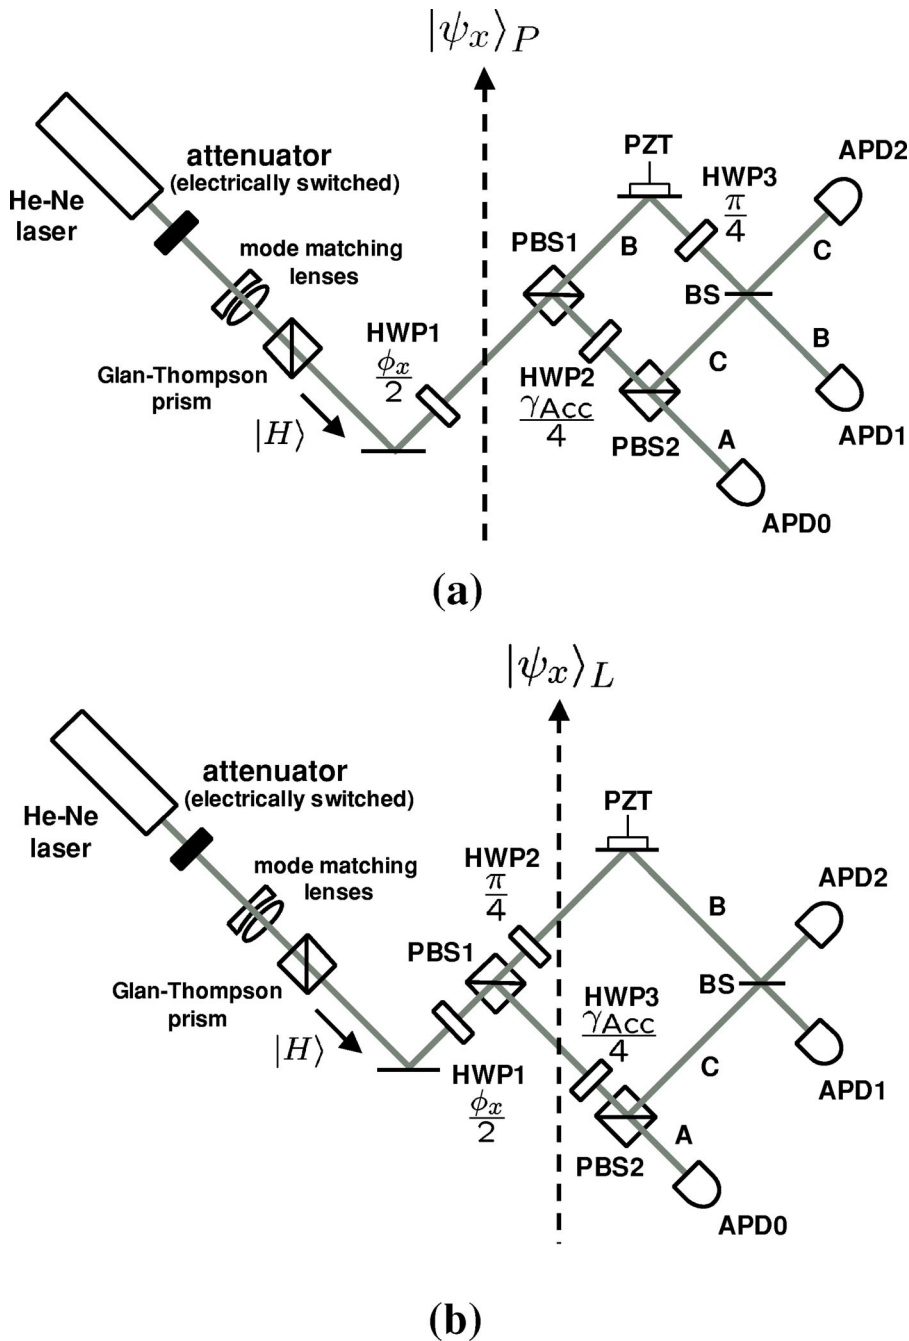 |ψx⟩P
He-Ne
laser
attenuator
(electrically switched)
mode matching
lenses
Glan-Thompson
prism
|H⟩
HWP1
ϕx
2
PBS1
B
PZT
HWP3
π
4
APD2
C
BS
HWP2
γAcc
4
C
B
PBS2
A
APD1
APD0
(a)
|ψx⟩L
He-Ne
laser
attenuator
(electrically switched)
mode matching
lenses
Glan-Thompson
prism
|H⟩
PBS1
HWP2
π
4
HWP1
ϕx
2
PZT
B
APD2
BS
HWP3
γAcc
4
C
APD1
PBS2
A
APD0
(b)